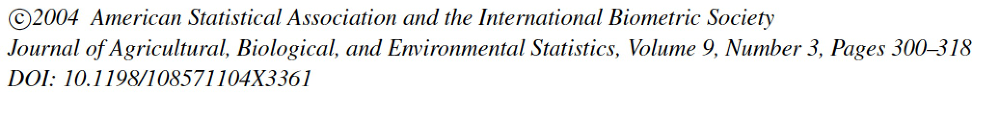 ©2004 American Statistical Association and the International Biometric Society
Journal of Agricultural, Biological, and Environmental Statistics, Volume 9, Number 3, Pages 300–318
DOI: 10.1198/108571104X3361